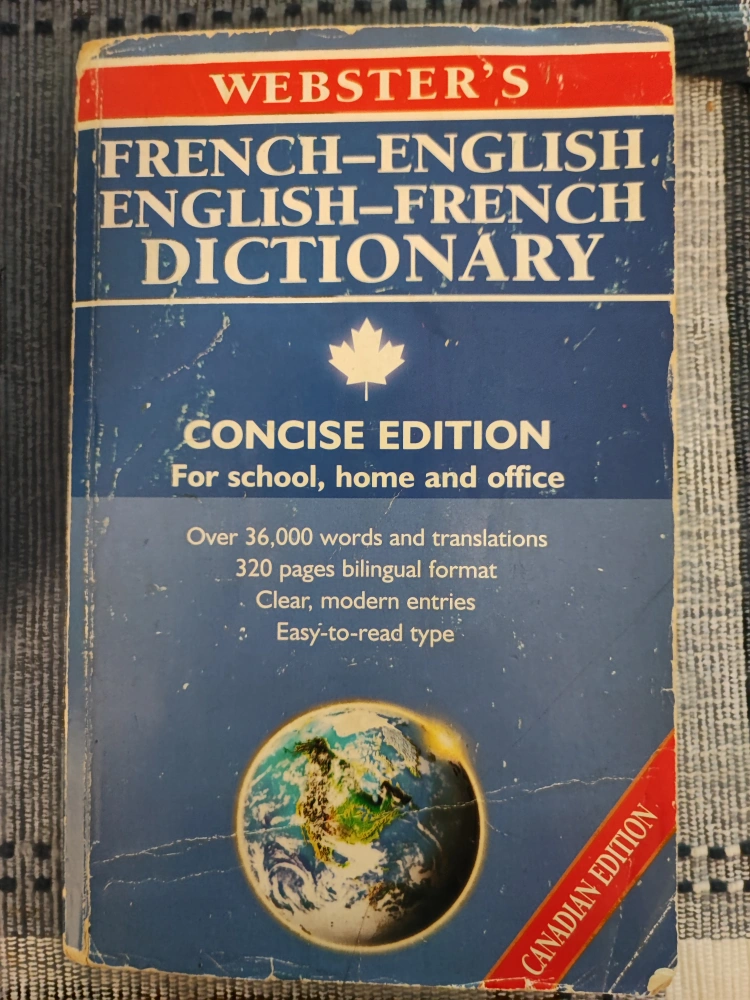 WEBSTER'S
FRENCH–ENGLISH
ENGLISH–FRENCH
DICTIONARY
CONCISE EDITION
For school, home and office
Over 36,000 words and translations
320 pages bilingual format
Clear, modern entries
Easy-to-read type
CANADIAN EDITION